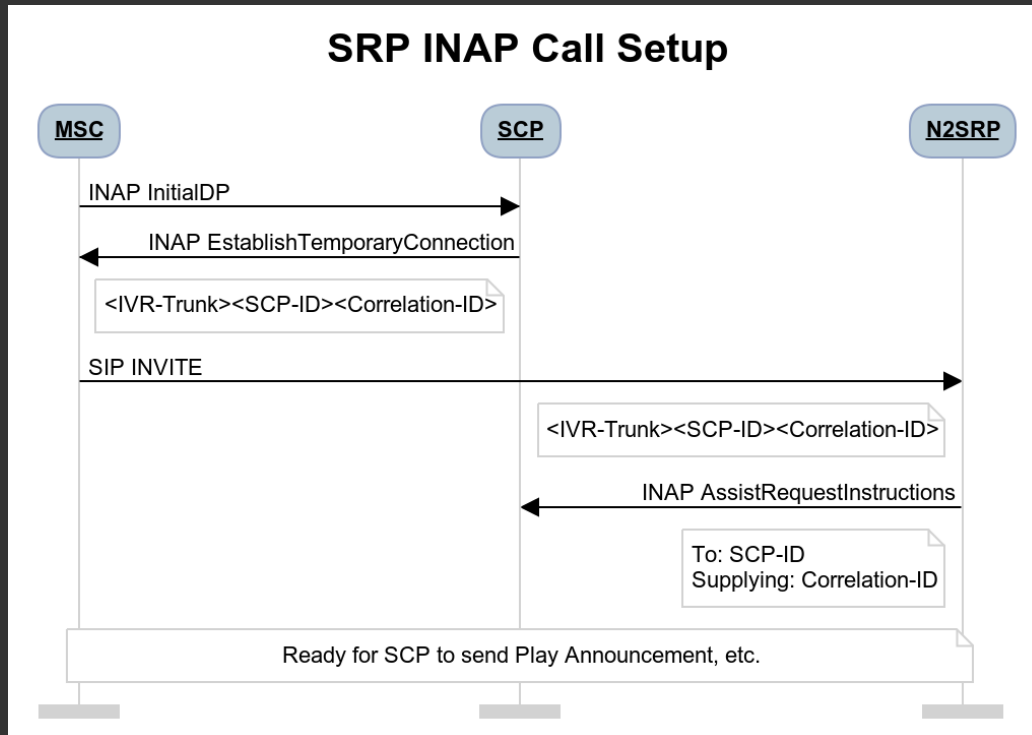 SRP INAP Call Setup
MSC
SCP
N2SRP
INAP InitialDP
INAP EstablishTemporaryConnection
<IVR-Trunk><SCP-ID><Correlation-ID>
SIP INVITE
<IVR-Trunk><SCP-ID><Correlation-ID>
INAP AssistRequestInstructions
To: SCP-ID
Supplying: Correlation-ID
Ready for SCP to send Play Announcement, etc.